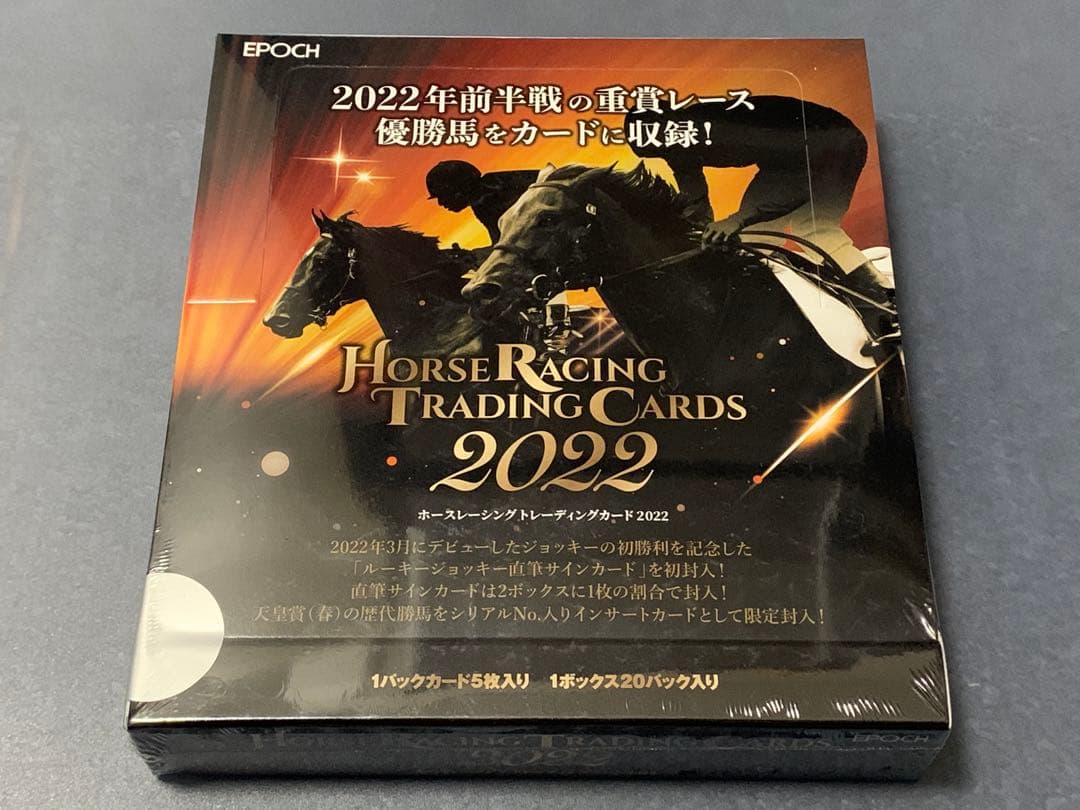 EPOCH
2022年前半戦の重賞レース
優勝馬をカードに収録！
HORSE RACING
TRADING CARDS
2022
ホースレーシングトレーディングカード2022
2022年3月にデビューしたジョッキーの初勝利を記念した
「ルーキージョッキー直筆サインカード」を初封入！
直筆サインカードは2ボックスに1枚の割合で封入！
天皇賞（春）の歴代勝馬をシリアルNo.入りインサートカードとして限定封入！
1パックカード5枚入り 1ボックス20パック入り
HORSE RACING TRADING CARDS
2022
EPOCH